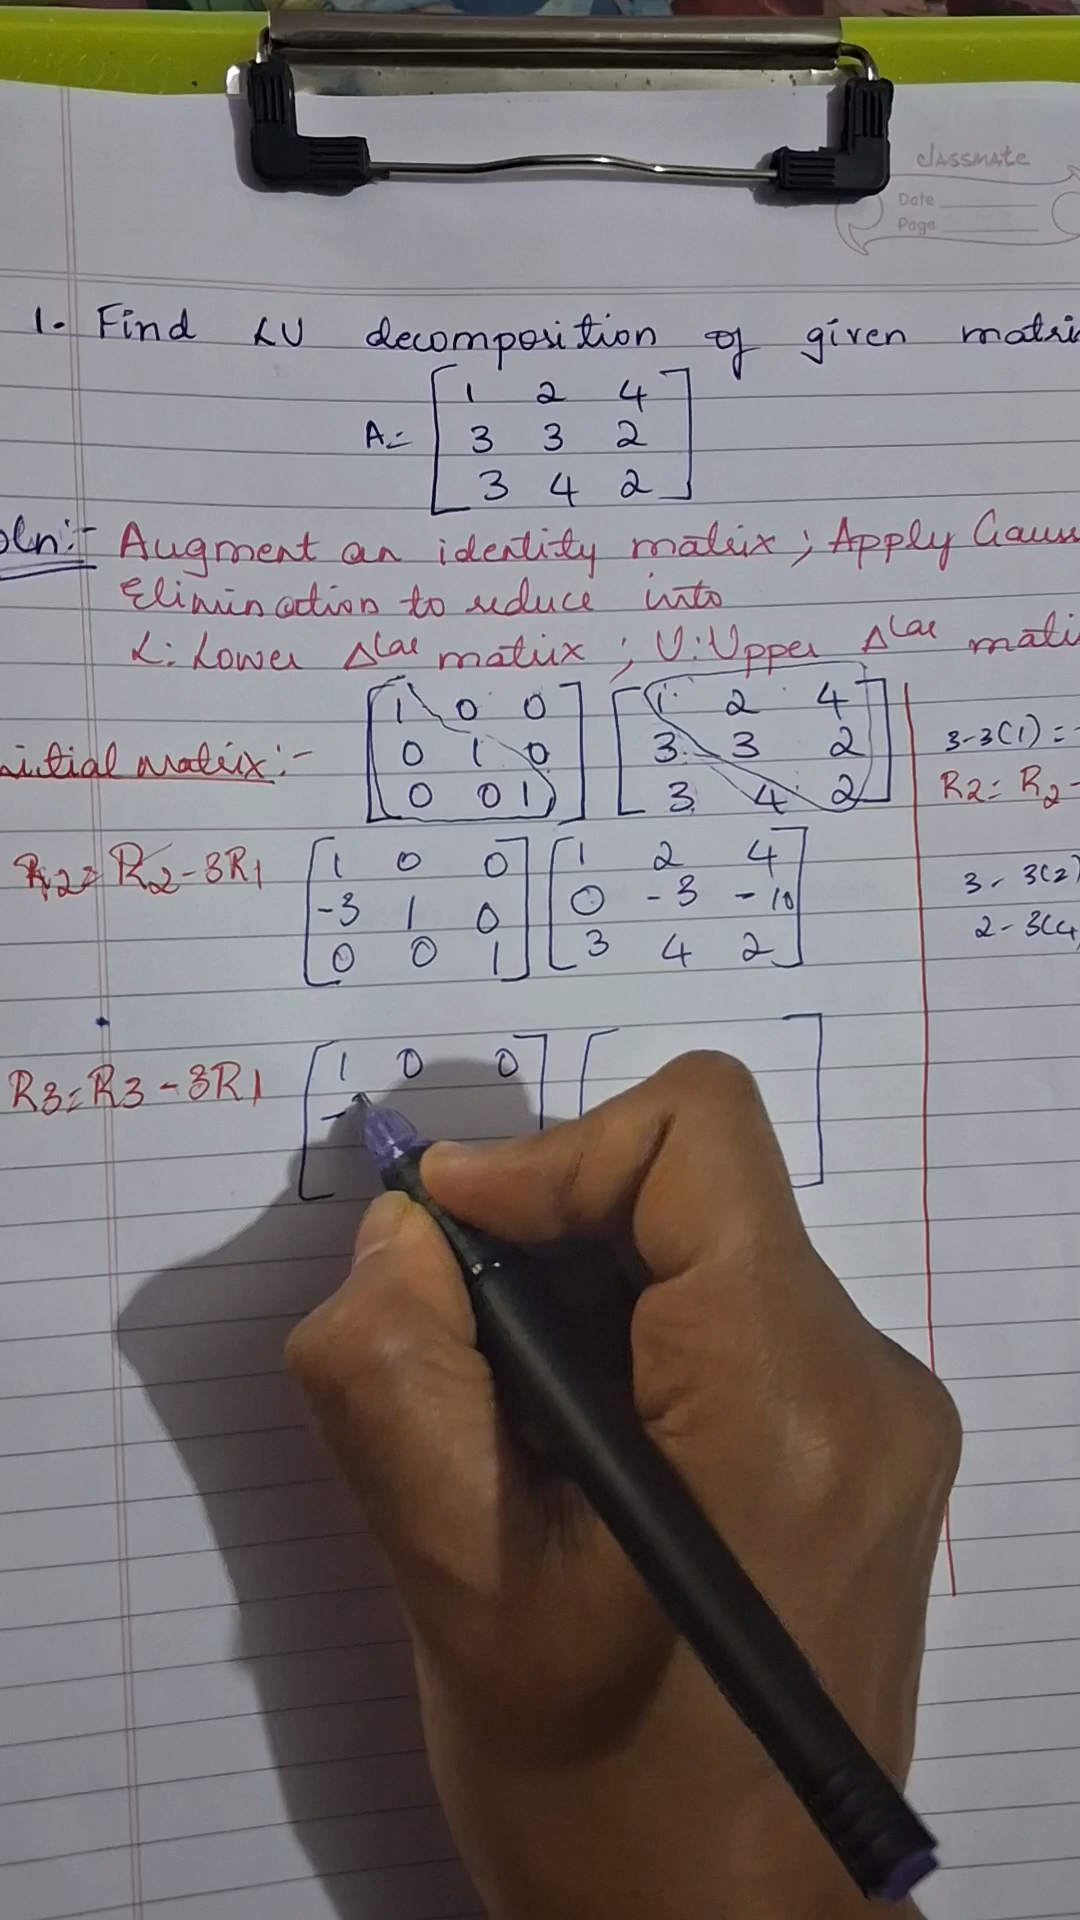 classmate
Date
Page
1. Find LU decomposition of given matri
A= [ 1 2 4
3 3 2
3 4 2 ]
oln:- Augment an identity matrix ; Apply Gauss
Elimination to reduce into
L: Lower Δlar matrix ; U: Upper Δlar matri
nitial matrix:- [ 1 0 0 ] [ 1 2 4 ]
0 1 0 3 3 2
0 0 1 3 4 2
3-3(1) =
R2= R2-
R2= R2-3R1 [ 1 0 0 ] [ 1 2 4 ]
-3 1 0 0 -3 -10
0 0 1 3 4 2
3 - 3(2)
2 - 3(4)
R3=R3-3R1 [ 1 0 0 ] [ ]
-